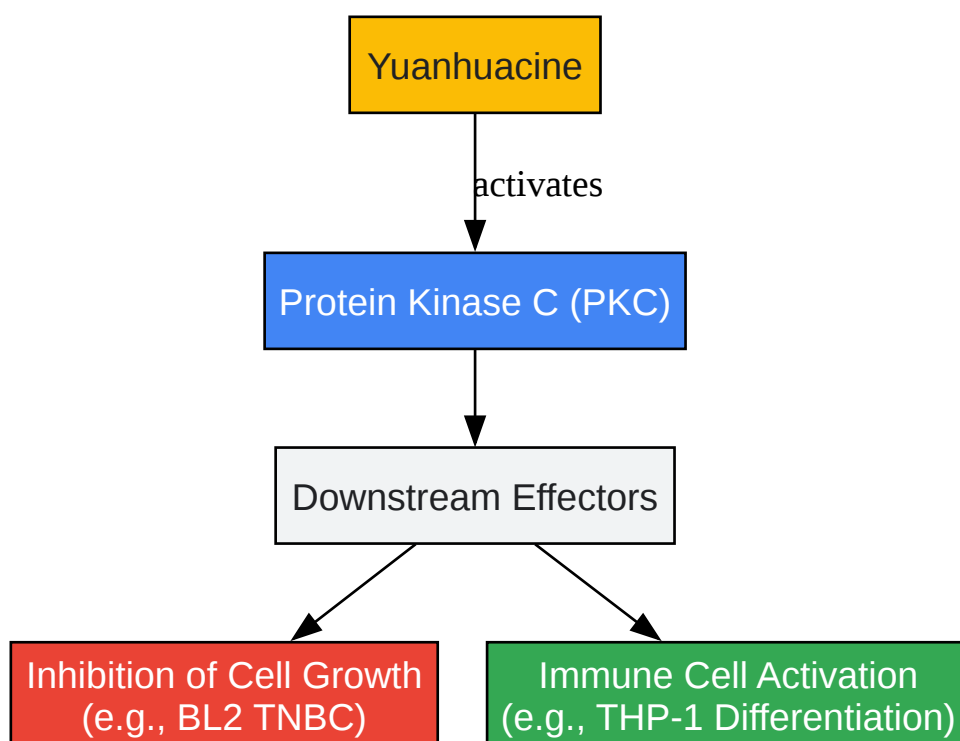 Yuanhuacine
activates
Protein Kinase C (PKC)
Downstream Effectors
Inhibition of Cell Growth
(e.g., BL2 TNBC)
Immune Cell Activation
(e.g., THP-1 Differentiation)